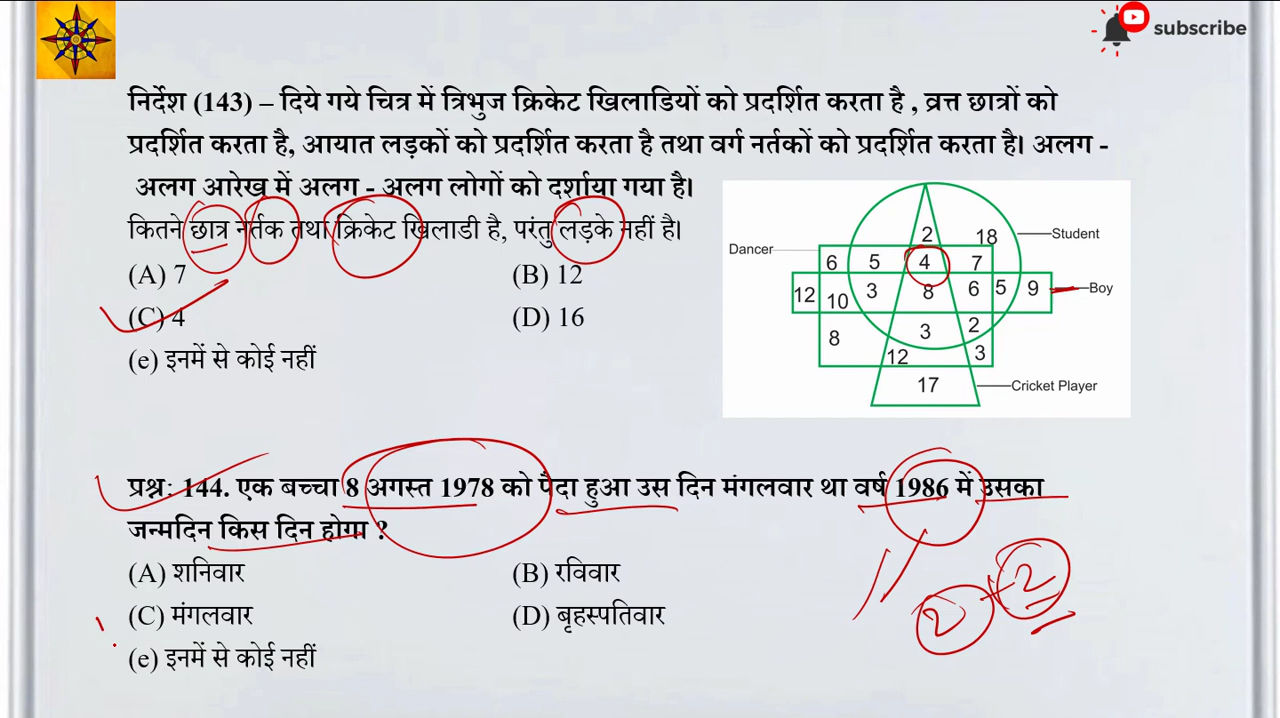 subscribe
निर्देश (143) – दिये गये चित्र में त्रिभुज क्रिकेट खिलाडियों को प्रदर्शित करता है , व्रत्त छात्रों को
प्रदर्शित करता है, आयात लड़कों को प्रदर्शित करता है तथा वर्ग नर्तकों को प्रदर्शित करता है। अलग -
अलग आरेख में अलग - अलग लोगों को दर्शाया गया है।
कितने छात्र नर्तक तथा क्रिकेट खिलाडी है, परंतु लड़के नहीं है।
(A) 7 (B) 12
(C) 4 (D) 16
(e) इनमें से कोई नहीं
2 18 Student
Dancer
6 5 4 7
12 10 3 8 6 5 9 Boy
8 3 2
12 3
17 Cricket Player
प्रश्न: 144. एक बच्चा 8 अगस्त 1978 को पैदा हुआ उस दिन मंगलवार था वर्ष 1986 में उसका
जन्मदिन किस दिन होगा ?
(A) शनिवार (B) रविवार
(C) मंगलवार (D) बृहस्पतिवार
(e) इनमें से कोई नहीं
2 + 2